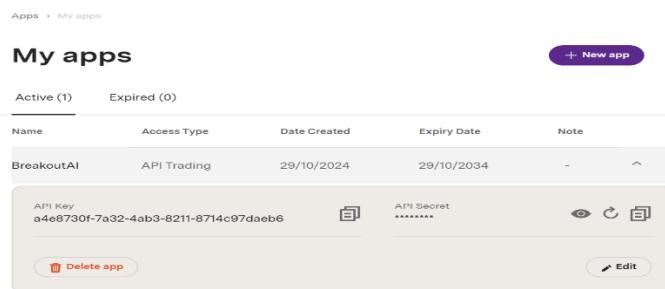 Apps › My apps
My apps
+ New app
Active (1) Expired (0)
Name Access Type Date Created Expiry Date Note
BreakoutAI API Trading 29/10/2024 29/10/2034 -
API Key API Secret
a4e8730f-7a32-4ab3-8211-8714c97daeb6 ••••••••
Delete app Edit